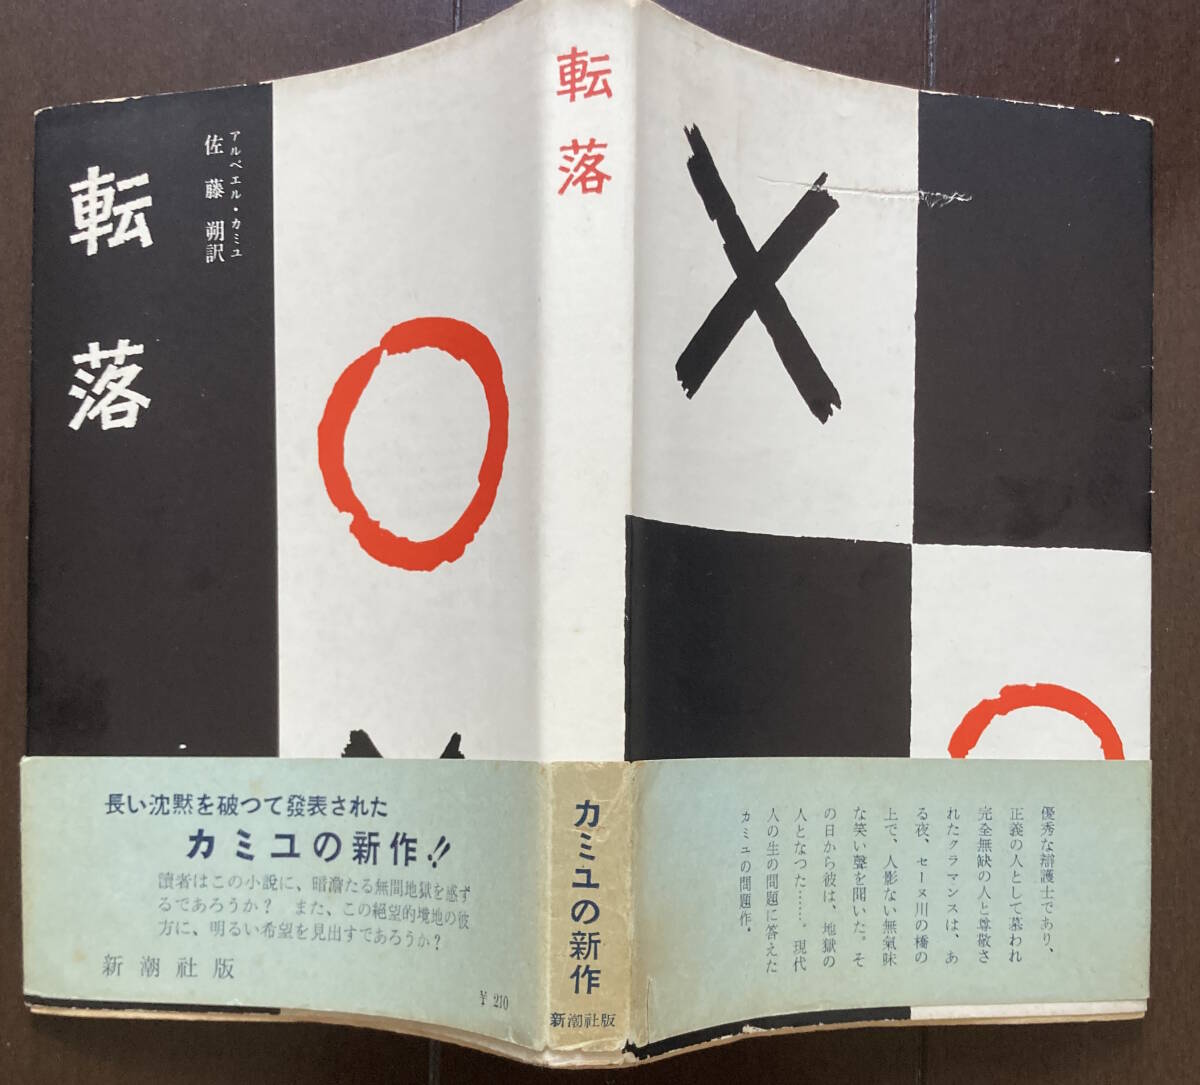 転落
アルベエル・カミユ
佐藤朔訳
長い沈黙を破つて發表された
カミユの新作!!
讀者はこの小說に、暗澹たる無間地獄を感ず
るであろうか? また、この絶望的境地の彼
方に、明るい希望を見出すであろうか?
新潮社版
¥ 210
転落
カミユの新作
新潮社版
優秀な辯護士であり、
正義の人として慕われ
完全無缺の人と尊敬さ
れたクラマンスは、あ
る夜、セーヌ川の橋の
上で、人影ない無氣味
な笑い聲を聞いた。そ
の日から彼は、地獄の
人となつた……。現代
人の生の問題に答えた
カミユの問題作。